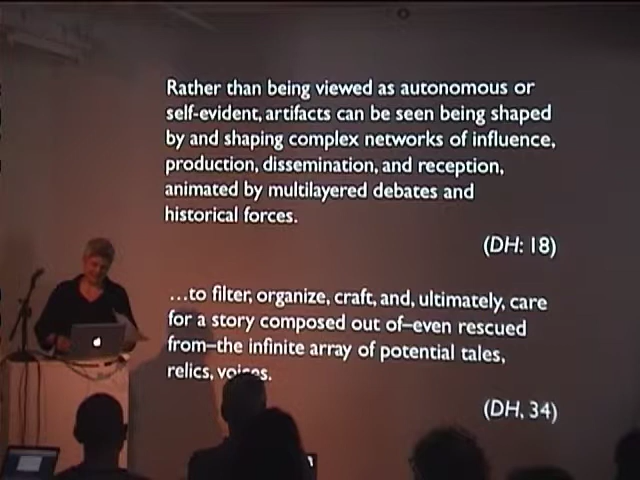 Rather than being viewed as autonomous or
self-evident, artifacts can be seen being shaped
by and shaping complex networks of influence,
production, dissemination, and reception,
animated by multilayered debates and
historical forces.
(DH: 18)
…to filter, organize, craft, and, ultimately, care
for a story composed out of–even rescued
from–the infinite array of potential tales,
relics, voices.
(DH, 34)